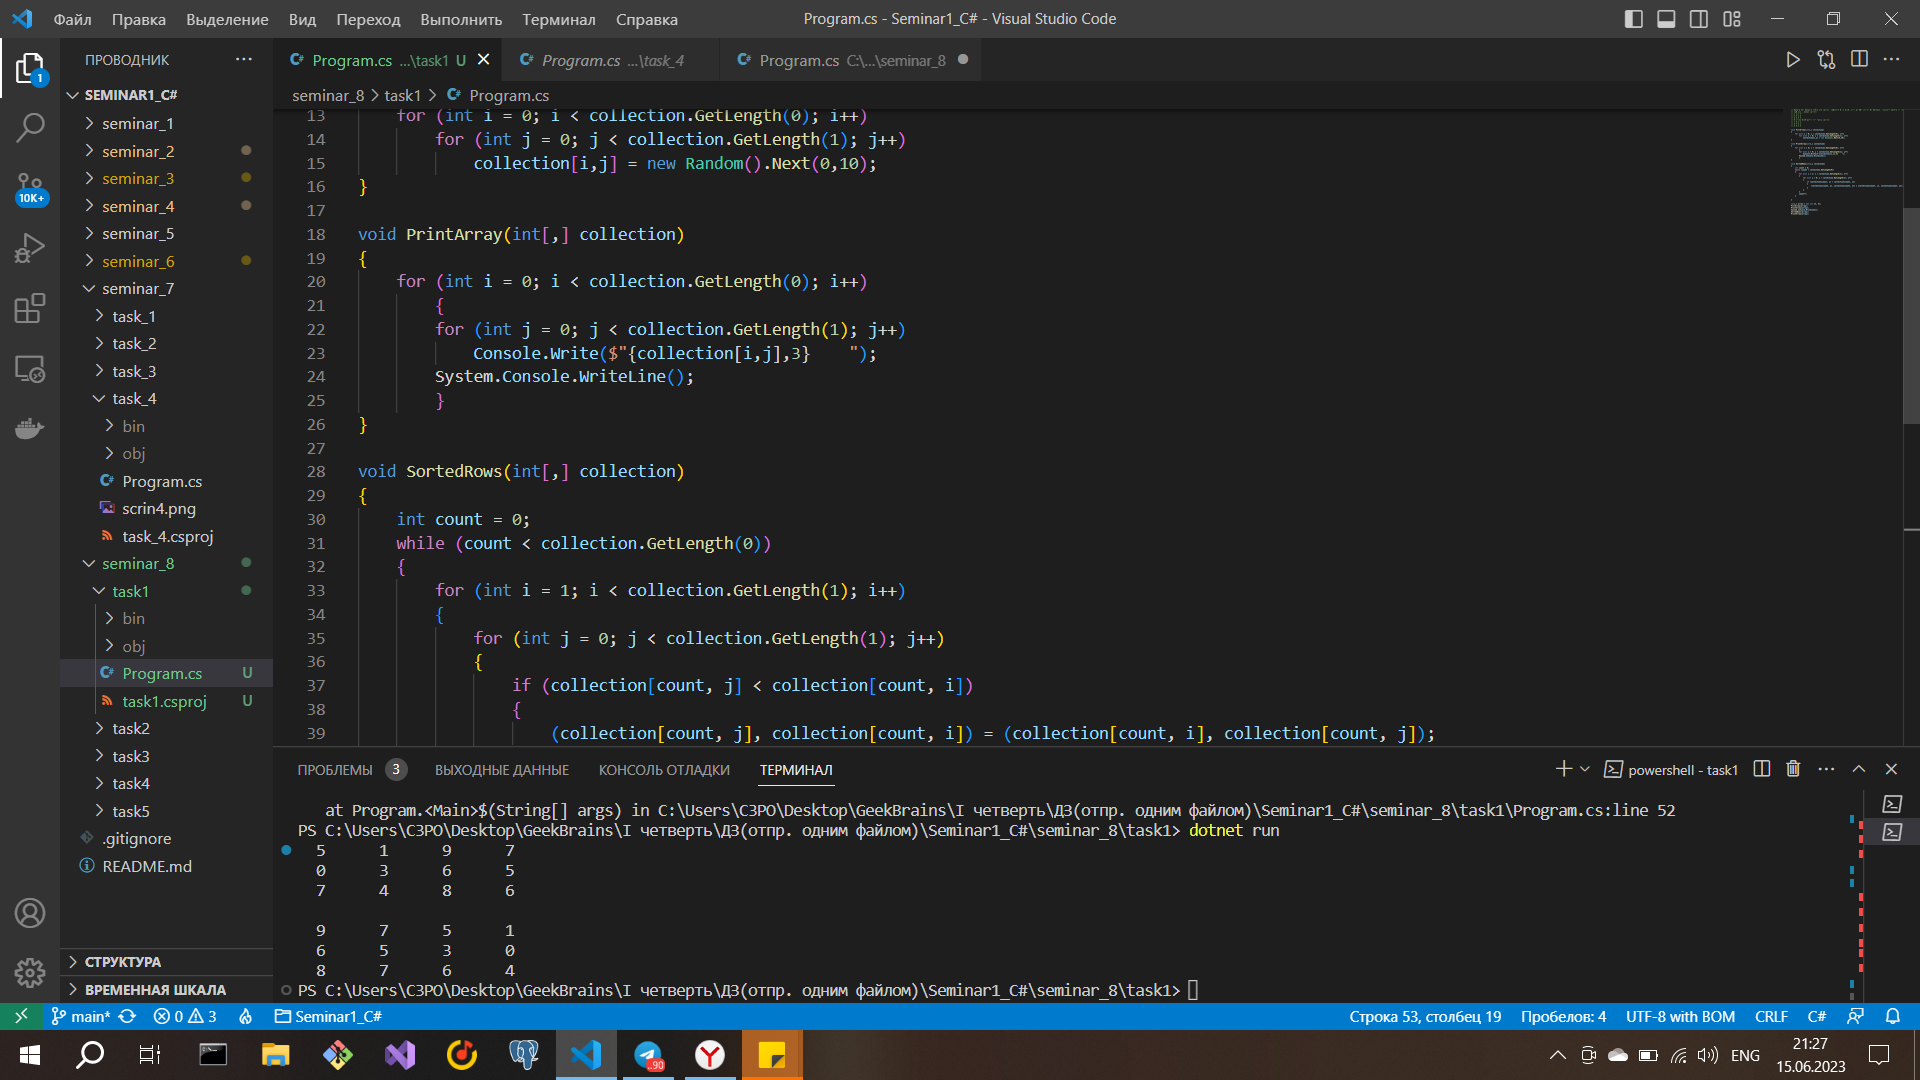 Файл Правка Выделение Вид Переход Выполнить Терминал Справка
Program.cs - Seminar1_C# - Visual Studio Code
ПРОВОДНИК
Program.cs ...\task1 U
Program.cs ...\task_4
Program.cs C:\...\seminar_8
seminar_8 > task1 > Program.cs
1
10K+
SEMINAR1_C#
seminar_1
seminar_2
seminar_3
seminar_4
seminar_5
seminar_6
seminar_7
task_1
task_2
task_3
task_4
bin
obj
Program.cs
scrin4.png
task_4.csproj
seminar_8
task1
bin
obj
Program.cs U
task1.csproj U
task2
task3
task4
task5
.gitignore
README.md
СТРУКТУРА
ВРЕМЕННАЯ ШКАЛА
13 for (int i = 0; i < collection.GetLength(0); i++)
14 for (int j = 0; j < collection.GetLength(1); j++)
15 collection[i,j] = new Random().Next(0,10);
16 }
17
18 void PrintArray(int[,] collection)
19 {
20 for (int i = 0; i < collection.GetLength(0); i++)
21 {
22 for (int j = 0; j < collection.GetLength(1); j++)
23 Console.Write($"{collection[i,j],3}    ");
24 System.Console.WriteLine();
25 }
26 }
27
28 void SortedRows(int[,] collection)
29 {
30 int count = 0;
31 while (count < collection.GetLength(0))
32 {
33 for (int i = 1; i < collection.GetLength(1); i++)
34 {
35 for (int j = 0; j < collection.GetLength(1); j++)
36 {
37 if (collection[count, j] < collection[count, i])
38 {
39 (collection[count, j], collection[count, i]) = (collection[count, i], collection[count, j]);
ПРОБЛЕМЫ 3 ВЫХОДНЫЕ ДАННЫЕ КОНСОЛЬ ОТЛАДКИ ТЕРМИНАЛ
powershell - task1
at Program.<Main>$(String[] args) in C:\Users\C3PO\Desktop\GeekBrains\I четверть\ДЗ(отпр. одним файлом)\Seminar1_C#\seminar_8\task1\Program.cs:line 52
PS C:\Users\C3PO\Desktop\GeekBrains\I четверть\ДЗ(отпр. одним файлом)\Seminar1_C#\seminar_8\task1> dotnet run
5 1 9 7
0 3 6 5
7 4 8 6
9 7 5 1
6 5 3 0
8 7 6 4
PS C:\Users\C3PO\Desktop\GeekBrains\I четверть\ДЗ(отпр. одним файлом)\Seminar1_C#\seminar_8\task1>
main* 0 3 Seminar1_C#
Строка 53, столбец 19 Пробелов: 4 UTF-8 with BOM CRLF C#
..90
ENG
21:27
15.06.2023